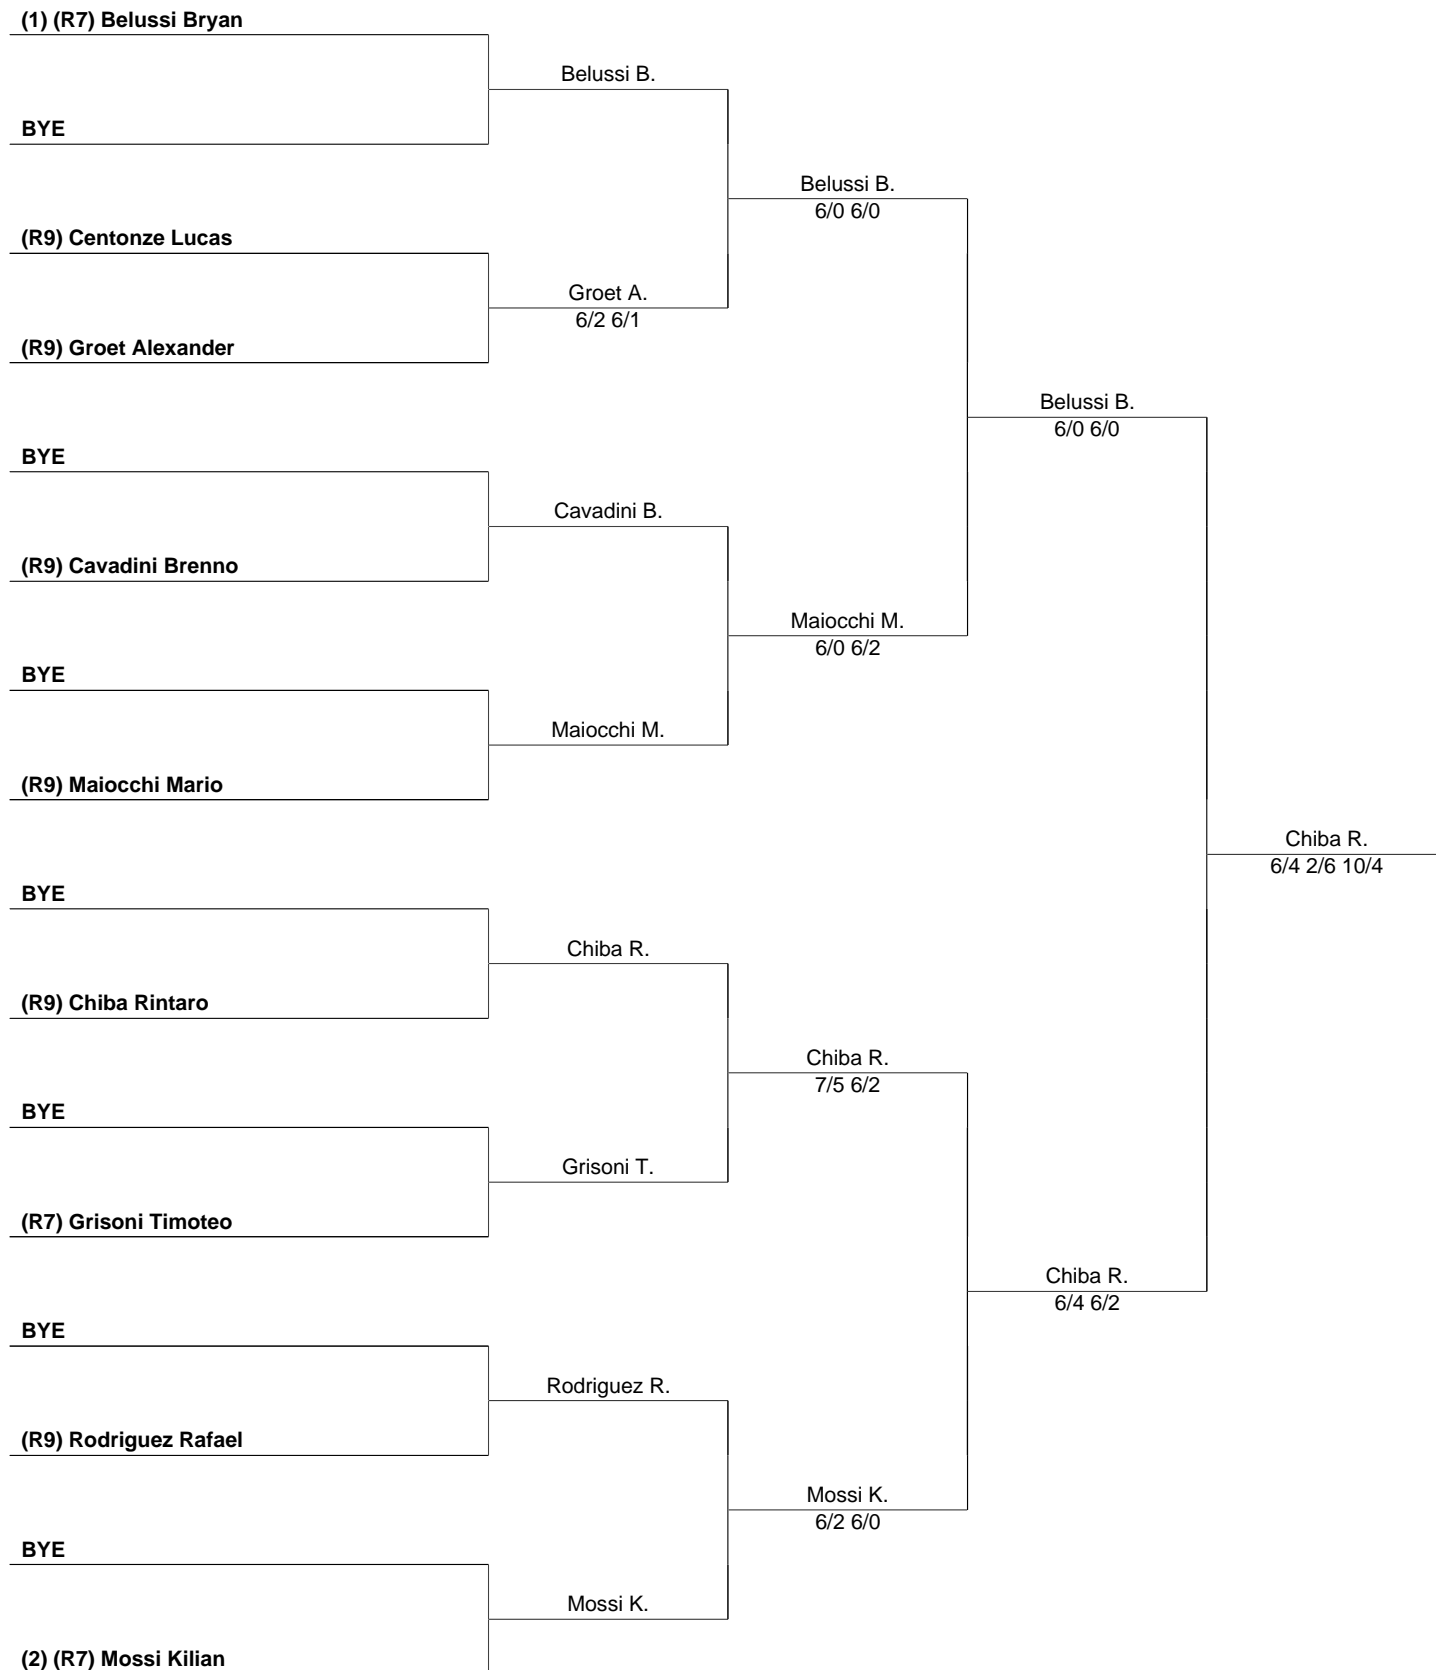 (1) (R7) Belussi Bryan
Belussi B.
BYE
Belussi B.
6/0 6/0
(R9) Centonze Lucas
Groet A.
6/2 6/1
(R9) Groet Alexander
Belussi B.
6/0 6/0
BYE
Cavadini B.
(R9) Cavadini Brenno
Maiocchi M.
6/0 6/2
BYE
Maiocchi M.
(R9) Maiocchi Mario
Chiba R.
6/4 2/6 10/4
BYE
Chiba R.
(R9) Chiba Rintaro
Chiba R.
7/5 6/2
BYE
Grisoni T.
(R7) Grisoni Timoteo
Chiba R.
6/4 6/2
BYE
Rodriguez R.
(R9) Rodriguez Rafael
Mossi K.
6/2 6/0
BYE
Mossi K.
(2) (R7) Mossi Kilian